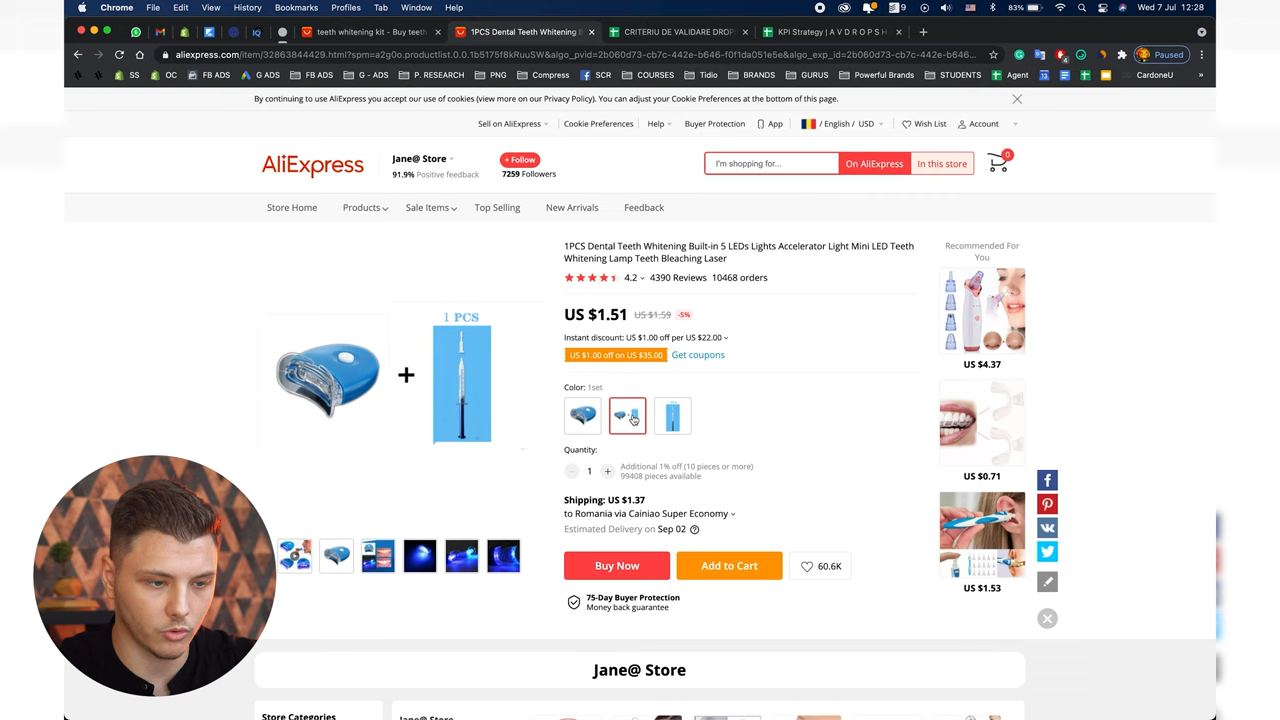 Chrome File Edit View History Bookmarks Profiles Tab Window Help 9 Wed 7 Jul 12:28
teeth whitening kit - Buy teeth 1PCS Dental Teeth Whitening B CRITERIU DE VALIDARE DROP KPI Strategy | A V D R O P S H
aliexpress.com/item/32863844429.html?spm=a2g0o.productlist.0.0.1b5175f8kRuuSW&algo_pvid=2b060d73-cb7c-442e-b646-f0f1da051e5e&algo_exp_id=2b060d73-cb7c-442e-b646... Paused
SS OC FB ADS G ADS FB ADS G - ADS P. RESEARCH PNG Compress SCR COURSES Tidio BRANDS GURUS Powerful Brands STUDENTS Agent CardoneU
By continuing to use AliExpress you accept our use of cookies (view more on our Privacy Policy). You can adjust your Cookie Preferences at the bottom of this page.
Sell on AliExpress Cookie Preferences Help Buyer Protection App / English / USD Wish List Account
AliExpress
Jane@ Store
91.9% Positive feedback
+ Follow
7259 Followers
I'm shopping for... On AliExpress In this store
0
Store Home Products Sale Items Top Selling New Arrivals Feedback
1PCS Dental Teeth Whitening Built-in 5 LEDs Lights Accelerator Light Mini LED Teeth
Whitening Lamp Teeth Bleaching Laser
4.2 4390 Reviews 10468 orders
US $1.51 US $1.59 -5%
Instant discount: US $1.00 off per US $22.00
US $1.00 off on US $35.00 Get coupons
Color: 1set
Quantity:
1
Additional 1% off (10 pieces or more)
99408 pieces available
Shipping: US $1.37
to Romania via Cainiao Super Economy
Estimated Delivery on Sep 02
Buy Now Add to Cart 60.6K
75-Day Buyer Protection
Money back guarantee
1 PCS
+
Recommended For
You
US $4.37
US $0.71
US $1.53
Jane@ Store
Store Categories
Jane@ Store